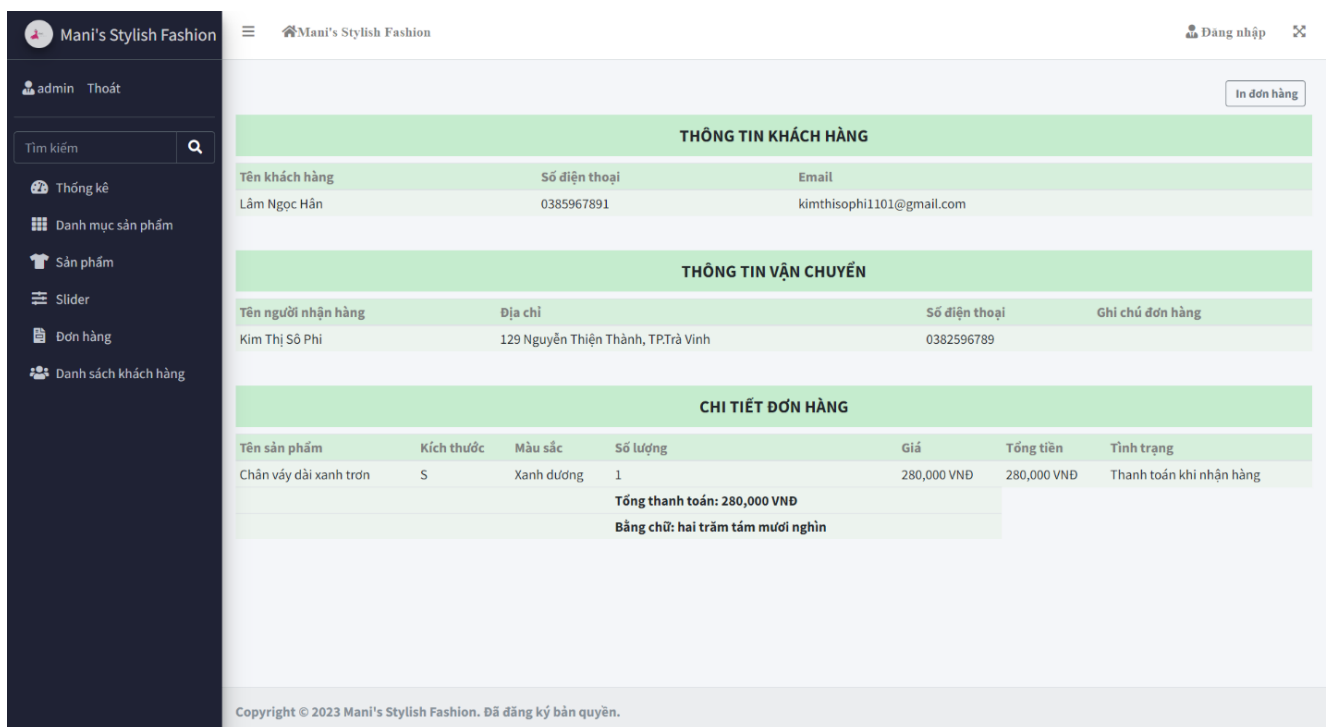 Mani's Stylish Fashion
Mani's Stylish Fashion
Đăng nhập
admin Thoát
In đơn hàng
Tìm kiếm
Thống kê
Danh mục sản phẩm
Sản phẩm
Slider
Đơn hàng
Danh sách khách hàng
THÔNG TIN KHÁCH HÀNG
Tên khách hàng Số điện thoại Email
Lâm Ngọc Hân 0385967891 kimthisophi1101@gmail.com
THÔNG TIN VẬN CHUYỂN
Tên người nhận hàng Địa chỉ Số điện thoại Ghi chú đơn hàng
Kim Thị Sô Phi 129 Nguyễn Thiện Thành, TP.Trà Vinh 0382596789
CHI TIẾT ĐƠN HÀNG
Tên sản phẩm Kích thước Màu sắc Số lượng Giá Tổng tiền Tình trạng
Chân váy dài xanh trơn S Xanh dương 1 280,000 VNĐ 280,000 VNĐ Thanh toán khi nhận hàng
Tổng thanh toán: 280,000 VNĐ
Bằng chữ: hai trăm tám mươi nghìn
Copyright © 2023 Mani's Stylish Fashion. Đã đăng ký bản quyền.